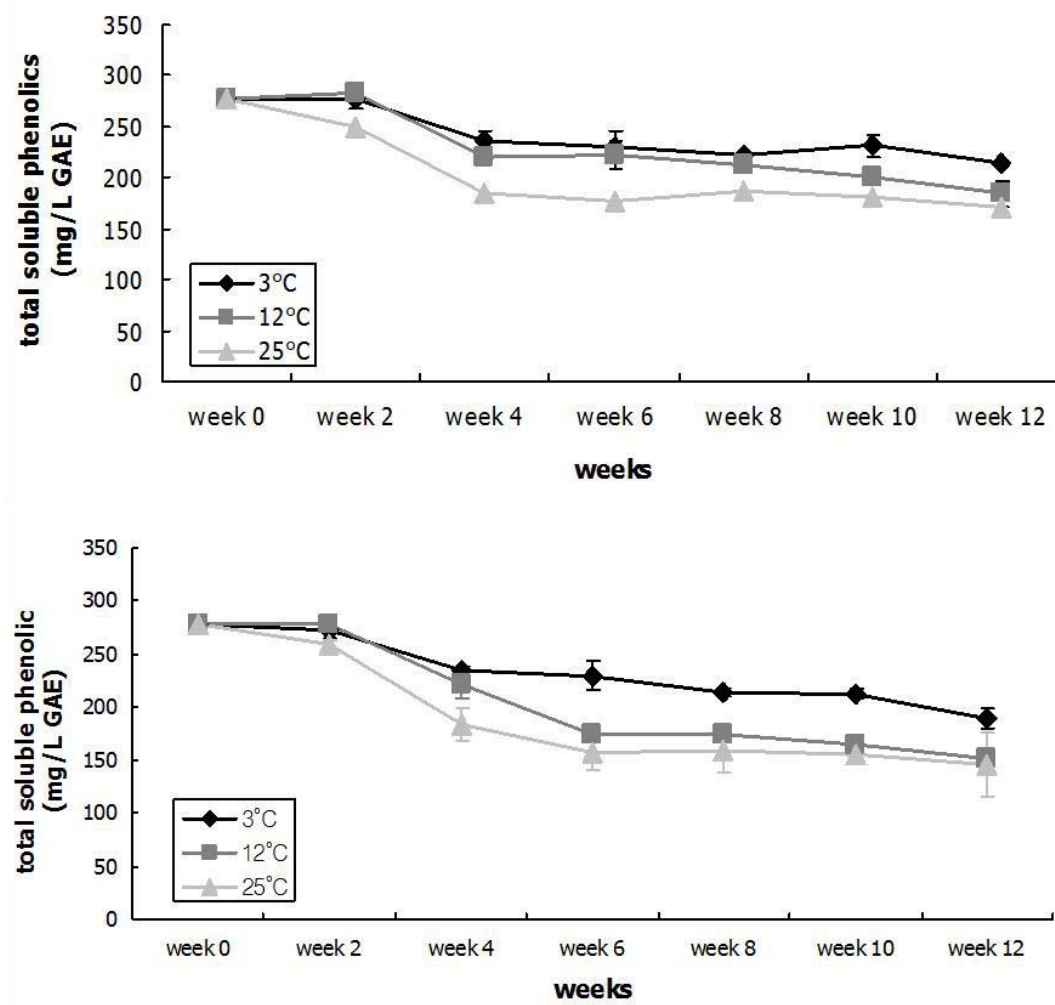 350
300
250
200
150
100
50
0
total soluble phenolics
(mg/L GAE)
3°C
12°C
25°C
week 0 week 2 week 4 week 6 week 8 week 10 week 12
weeks
350
300
250
200
150
100
50
0
total soluble phenolic
(mg/L GAE)
3°C
12°C
25°C
week 0 week 2 week 4 week 6 week 8 week 10 week 12
weeks